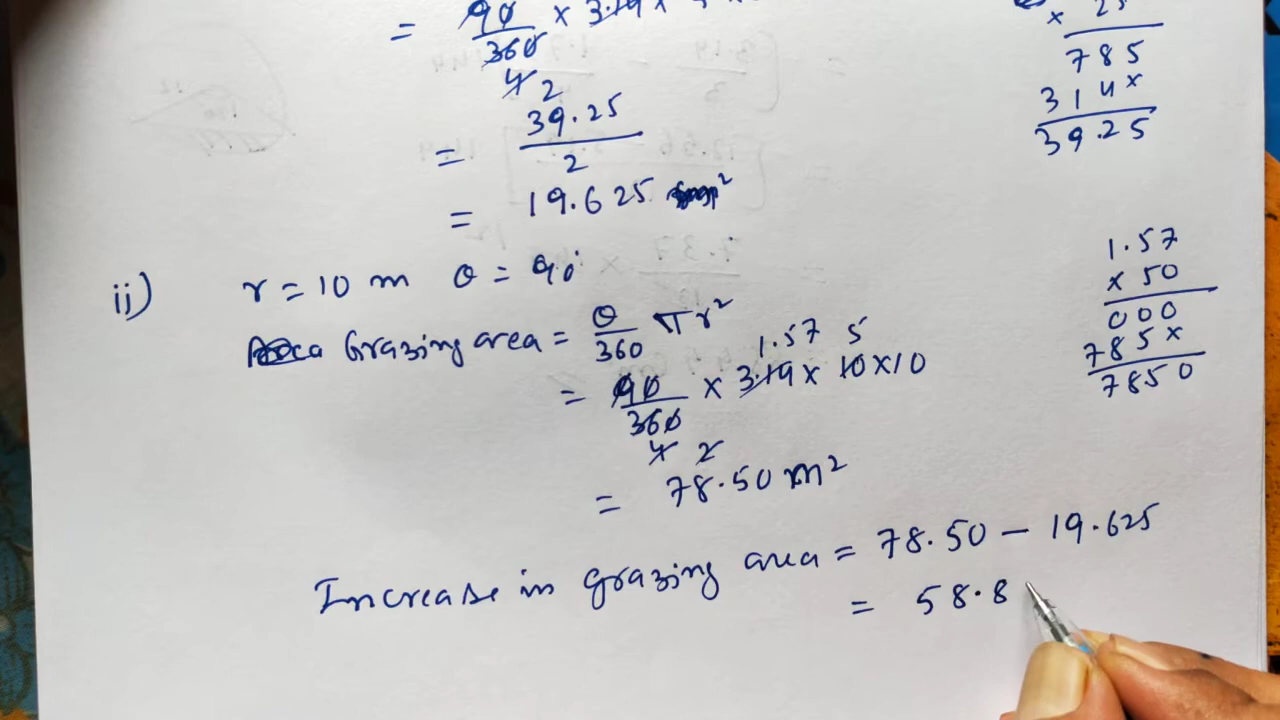 = 90/360 × 3.14 ×
4 2
= 39.25/2
= 19.625
ii) r = 10 m θ = 90°
Grazing area = θ/360 πr²
1.57 5
= 90/360 × 3.14 × 10 × 10
4 2
= 78.50 m²
Increase in grazing area = 78.50 − 19.625
= 58.8
× 25
785
314×
39.25
1.57
× 50
000
785×
7850